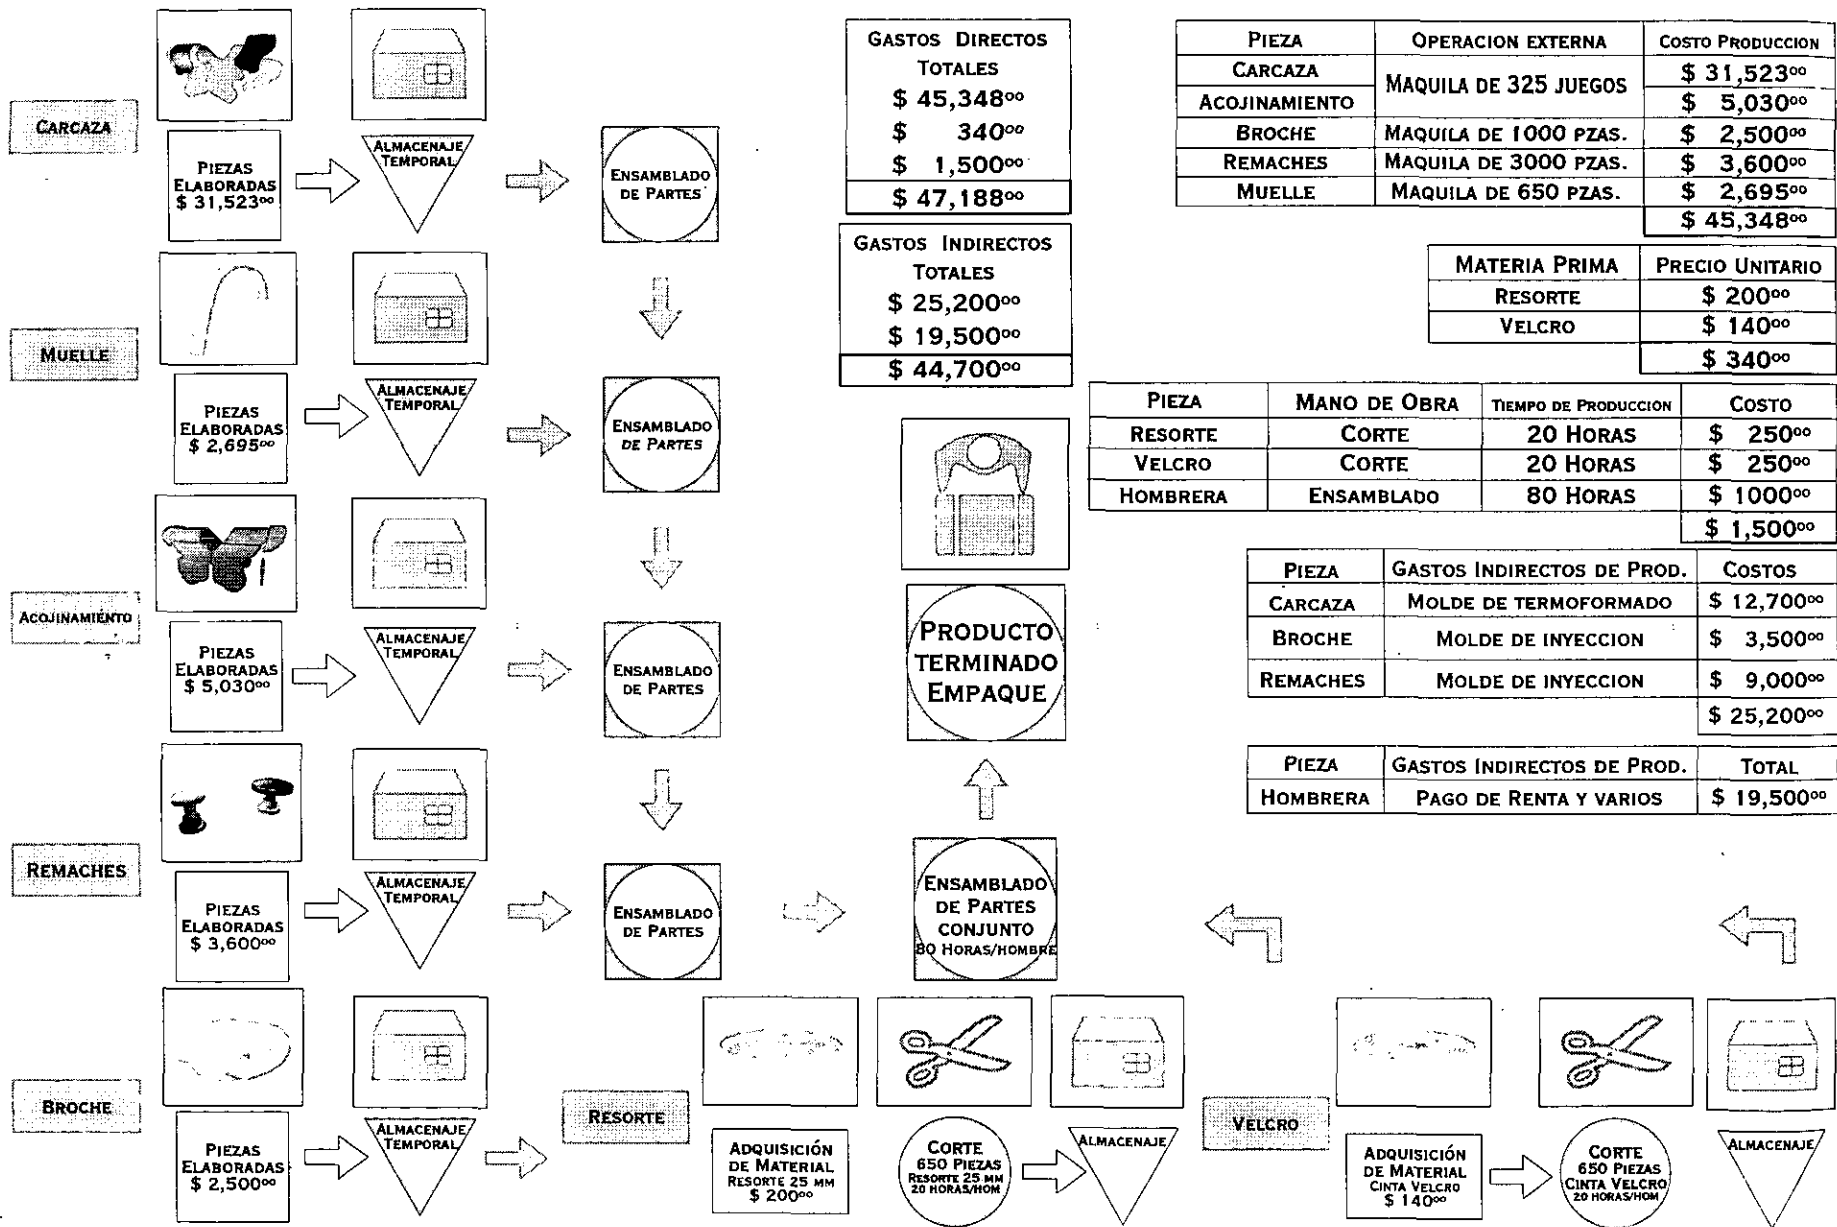 CARCAZA
PIEZAS
ELABORADAS
$ 31,523⁰⁰
ALMACENAJE
TEMPORAL
ENSAMBLADO
DE PARTES
MUELLE
PIEZAS
ELABORADAS
$ 2,695⁰⁰
ALMACENAJE
TEMPORAL
ENSAMBLADO
DE PARTES
ACOJINAMIENTO
PIEZAS
ELABORADAS
$ 5,030⁰⁰
ALMACENAJE
TEMPORAL
ENSAMBLADO
DE PARTES
REMACHES
PIEZAS
ELABORADAS
$ 3,600⁰⁰
ALMACENAJE
TEMPORAL
ENSAMBLADO
DE PARTES
BROCHE
PIEZAS
ELABORADAS
$ 2,500⁰⁰
ALMACENAJE
TEMPORAL
RESORTE
ADQUISICIÓN
DE MATERIAL
RESORTE 25 MM
$ 200⁰⁰
CORTE
650 PIEZAS
RESORTE 25 MM
20 HORAS/HOM
ALMACENAJE
VELCRO
ADQUISICIÓN
DE MATERIAL
CINTA VELCRO
$ 140⁰⁰
CORTE
650 PIEZAS
CINTA VELCRO
20 HORAS/HOM
ALMACENAJE
ENSAMBLADO
DE PARTES
CONJUNTO
80 HORAS/HOMBRE
PRODUCTO
TERMINADO
EMPAQUE
GASTOS DIRECTOS
TOTALES
$ 45,348⁰⁰
$ 340⁰⁰
$ 1,500⁰⁰
$ 47,188⁰⁰
GASTOS INDIRECTOS
TOTALES
$ 25,200⁰⁰
$ 19,500⁰⁰
$ 44,700⁰⁰
PIEZA OPERACION EXTERNA COSTO PRODUCCION
CARCAZA MAQUILA DE 325 JUEGOS $ 31,523⁰⁰
ACOJINAMIENTO $ 5,030⁰⁰
BROCHE MAQUILA DE 1000 PZAS. $ 2,500⁰⁰
REMACHES MAQUILA DE 3000 PZAS. $ 3,600⁰⁰
MUELLE MAQUILA DE 650 PZAS. $ 2,695⁰⁰
$ 45,348⁰⁰
MATERIA PRIMA PRECIO UNITARIO
RESORTE $ 200⁰⁰
VELCRO $ 140⁰⁰
$ 340⁰⁰
PIEZA MANO DE OBRA TIEMPO DE PRODUCCION COSTO
RESORTE CORTE 20 HORAS $ 250⁰⁰
VELCRO CORTE 20 HORAS $ 250⁰⁰
HOMBRERA ENSAMBLADO 80 HORAS $ 1000⁰⁰
$ 1,500⁰⁰
PIEZA GASTOS INDIRECTOS DE PROD. COSTOS
CARCAZA MOLDE DE TERMOFORMADO $ 12,700⁰⁰
BROCHE MOLDE DE INYECCION $ 3,500⁰⁰
REMACHES MOLDE DE INYECCION $ 9,000⁰⁰
$ 25,200⁰⁰
PIEZA GASTOS INDIRECTOS DE PROD. TOTAL
HOMBRERA PAGO DE RENTA Y VARIOS $ 19,500⁰⁰